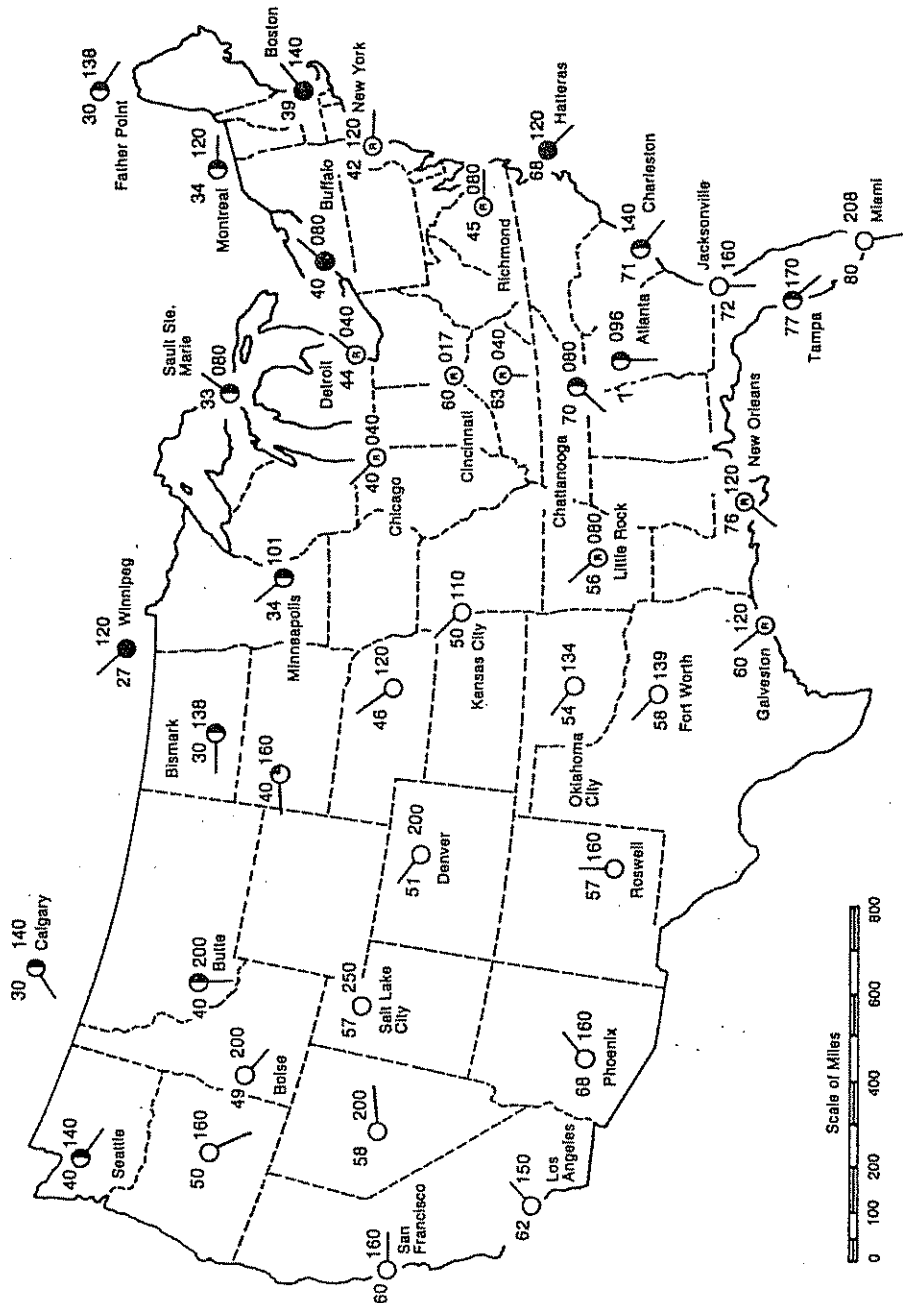 30 140
Calgary
27 120
Winnipeg
30 138
Father Point
40 140
Seattle
40 200
Butte
Bismark
30 138
34 101
Minneapolis
33 080
Sault Ste.
Marie
34 120
Montreal
39 140
Boston
50 160
49 200
Boise
40 160
40 080
Buffalo
42 120
New York
R
44 040
Detroit
R
60 160
San
Francisco
58 200
57 250
Salt Lake
City
51 200
Denver
46 120
40 040
Chicago
R
50 110
Kansas City
60 017
Cincinnati
R
45 080
Richmond
R
63 040
R
68 120
Hatteras
62 150
Los
Angeles
68 160
Phoenix
57 160
Roswell
54 134
Oklahoma
City
56 080
Little Rock
R
70 080
Chattanooga
71 096
Atlanta
71 140
Charleston
58 139
Fort Worth
60 120
Galveston
R
76 120
New Orleans
R
72 160
Jacksonville
77 170
Tampa
80 208
Miami
Scale of Miles
0 100 200 400 600 800